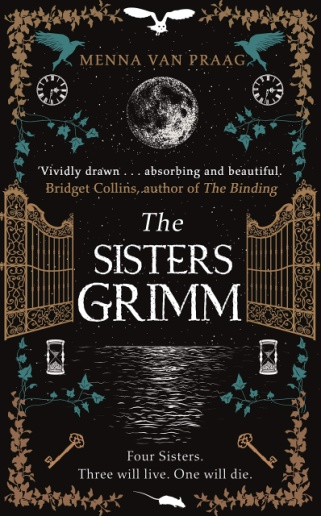 MENNA VAN PRAAG
'Vividly drawn . . . absorbing and beautiful.'
Bridget Collins, author of The Binding
The
SISTERS
GRIMM
Four Sisters.
Three will live. One will die.